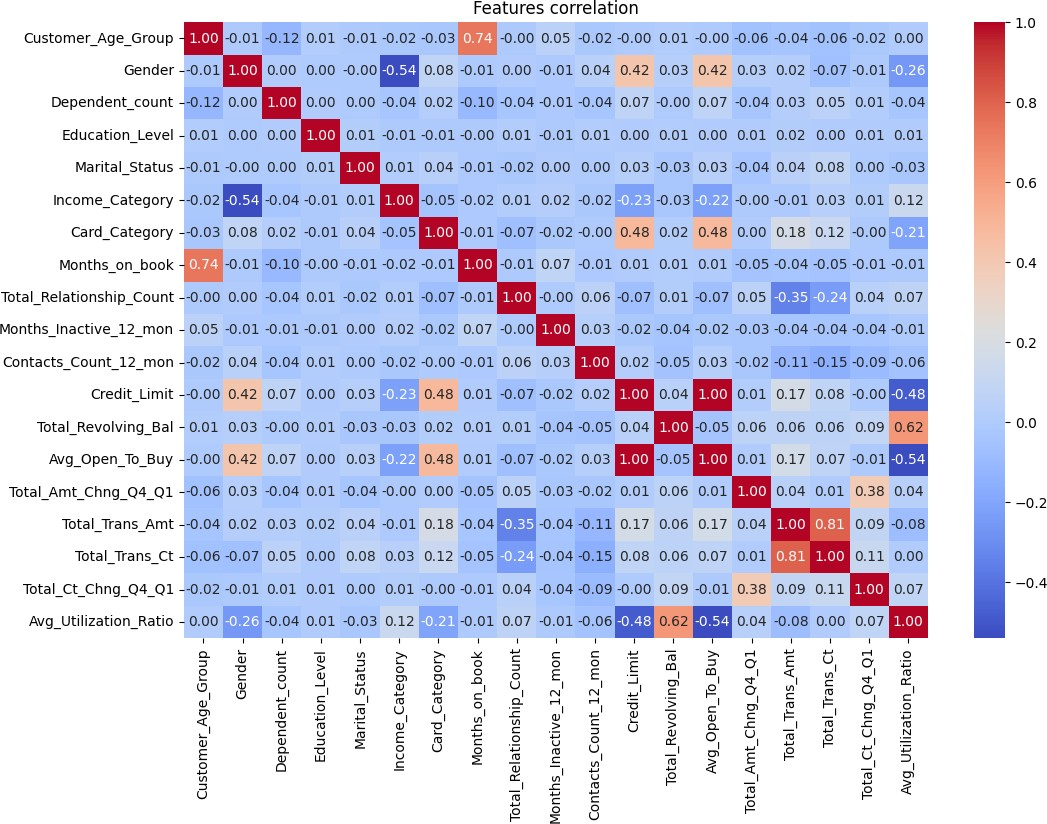 Features correlation
Customer_Age_Group 1.00 -0.01 -0.12 0.01 -0.01 -0.02 -0.03 0.74 -0.00 0.05 -0.02 -0.00 0.01 -0.00 -0.06 -0.04 -0.06 -0.02 0.00
Gender -0.01 1.00 0.00 0.00 -0.00 -0.54 0.08 -0.01 0.00 -0.01 0.04 0.42 0.03 0.42 0.03 0.02 -0.07 -0.01 -0.26
Dependent_count -0.12 0.00 1.00 0.00 0.00 -0.04 0.02 -0.10 -0.04 -0.01 -0.04 0.07 -0.00 0.07 -0.04 0.03 0.05 0.01 -0.04
Education_Level 0.01 0.00 0.00 1.00 0.01 -0.01 -0.01 -0.00 0.01 -0.01 0.01 0.00 0.01 0.00 0.01 0.02 0.00 0.01 0.01
Marital_Status -0.01 -0.00 0.00 0.01 1.00 0.01 0.04 -0.01 -0.02 0.00 0.00 0.03 -0.03 0.03 -0.04 0.04 0.08 0.00 -0.03
Income_Category -0.02 -0.54 -0.04 -0.01 0.01 1.00 -0.05 -0.02 0.01 0.02 -0.02 -0.23 -0.03 -0.22 -0.00 -0.01 0.03 0.01 0.12
Card_Category -0.03 0.08 0.02 -0.01 0.04 -0.05 1.00 -0.01 -0.07 -0.02 -0.00 0.48 0.02 0.48 0.00 0.18 0.12 -0.00 -0.21
Months_on_book 0.74 -0.01 -0.10 -0.00 -0.01 -0.02 -0.01 1.00 -0.01 0.07 -0.01 0.01 0.01 0.01 -0.05 -0.04 -0.05 -0.01 -0.01
Total_Relationship_Count -0.00 0.00 -0.04 0.01 -0.02 0.01 -0.07 -0.01 1.00 -0.00 0.06 -0.07 0.01 -0.07 0.05 -0.35 -0.24 0.04 0.07
Months_Inactive_12_mon 0.05 -0.01 -0.01 -0.01 0.00 0.02 -0.02 0.07 -0.00 1.00 0.03 -0.02 -0.04 -0.02 -0.03 -0.04 -0.04 -0.04 -0.01
Contacts_Count_12_mon -0.02 0.04 -0.04 0.01 0.00 -0.02 -0.00 -0.01 0.06 0.03 1.00 0.02 -0.05 0.03 -0.02 -0.11 -0.15 -0.09 -0.06
Credit_Limit -0.00 0.42 0.07 0.00 0.03 -0.23 0.48 0.01 -0.07 -0.02 0.02 1.00 0.04 1.00 0.01 0.17 0.08 -0.00 -0.48
Total_Revolving_Bal 0.01 0.03 -0.00 0.01 -0.03 -0.03 0.02 0.01 0.01 -0.04 -0.05 0.04 1.00 -0.05 0.06 0.06 0.06 0.09 0.62
Avg_Open_To_Buy -0.00 0.42 0.07 0.00 0.03 -0.22 0.48 0.01 -0.07 -0.02 0.03 1.00 -0.05 1.00 0.01 0.17 0.07 -0.01 -0.54
Total_Amt_Chng_Q4_Q1 -0.06 0.03 -0.04 0.01 -0.04 -0.00 0.00 -0.05 0.05 -0.03 -0.02 0.01 0.06 0.01 1.00 0.04 0.01 0.38 0.04
Total_Trans_Amt -0.04 0.02 0.03 0.02 0.04 -0.01 0.18 -0.04 -0.35 -0.04 -0.11 0.17 0.06 0.17 0.04 1.00 0.81 0.09 -0.08
Total_Trans_Ct -0.06 -0.07 0.05 0.00 0.08 0.03 0.12 -0.05 -0.24 -0.04 -0.15 0.08 0.06 0.07 0.01 0.81 1.00 0.11 0.00
Total_Ct_Chng_Q4_Q1 -0.02 -0.01 0.01 0.01 0.00 0.01 -0.00 -0.01 0.04 -0.04 -0.09 -0.00 0.09 -0.01 0.38 0.09 0.11 1.00 0.07
Avg_Utilization_Ratio 0.00 -0.26 -0.04 0.01 -0.03 0.12 -0.21 -0.01 0.07 -0.01 -0.06 -0.48 0.62 -0.54 0.04 -0.08 0.00 0.07 1.00
Customer_Age_Group
Gender
Dependent_count
Education_Level
Marital_Status
Income_Category
Card_Category
Months_on_book
Total_Relationship_Count
Months_Inactive_12_mon
Contacts_Count_12_mon
Credit_Limit
Total_Revolving_Bal
Avg_Open_To_Buy
Total_Amt_Chng_Q4_Q1
Total_Trans_Amt
Total_Trans_Ct
Total_Ct_Chng_Q4_Q1
Avg_Utilization_Ratio
1.0
0.8
0.6
0.4
0.2
0.0
−0.2
−0.4